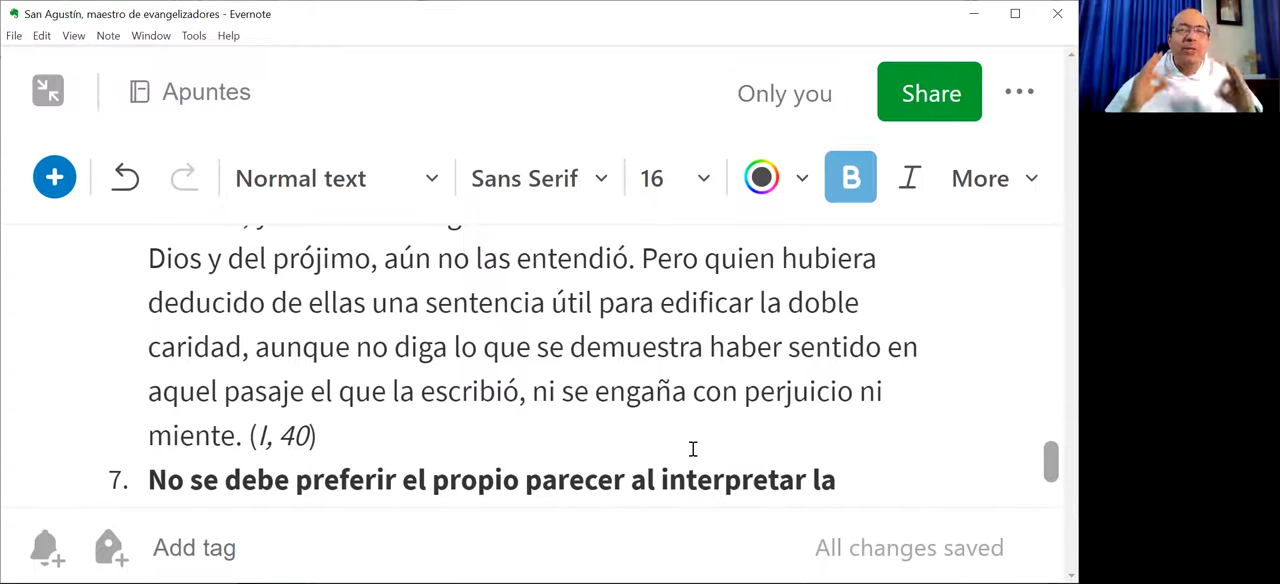 San Agustín, maestro de evangelizadores - Evernote
File Edit View Note Window Tools Help
Apuntes
Only you
Share
Normal text
Sans Serif
16
B
I
More
Dios y del prójimo, aún no las entendió. Pero quien hubiera
deducido de ellas una sentencia útil para edificar la doble
caridad, aunque no diga lo que se demuestra haber sentido en
aquel pasaje el que la escribió, ni se engaña con perjuicio ni
miente. (I, 40)
7. No se debe preferir el propio parecer al interpretar la
Add tag
All changes saved